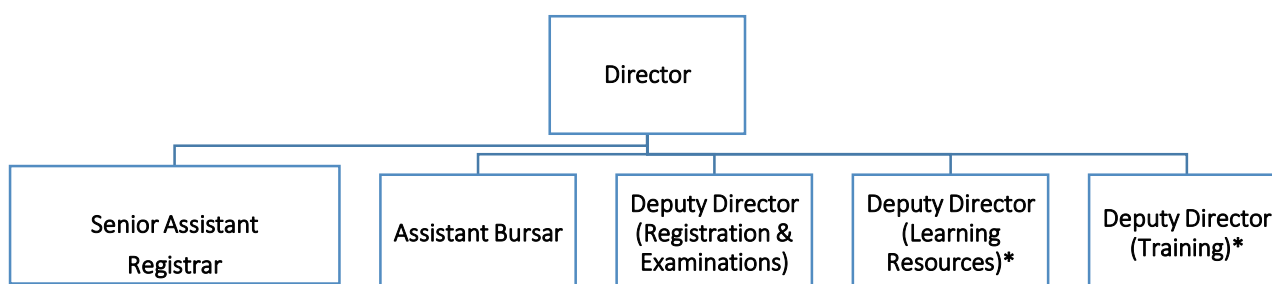 Director
Senior Assistant
Registrar
Assistant Bursar
Deputy Director
(Registration &
Examinations)
Deputy Director
(Learning
Resources)*
Deputy Director
(Training)*